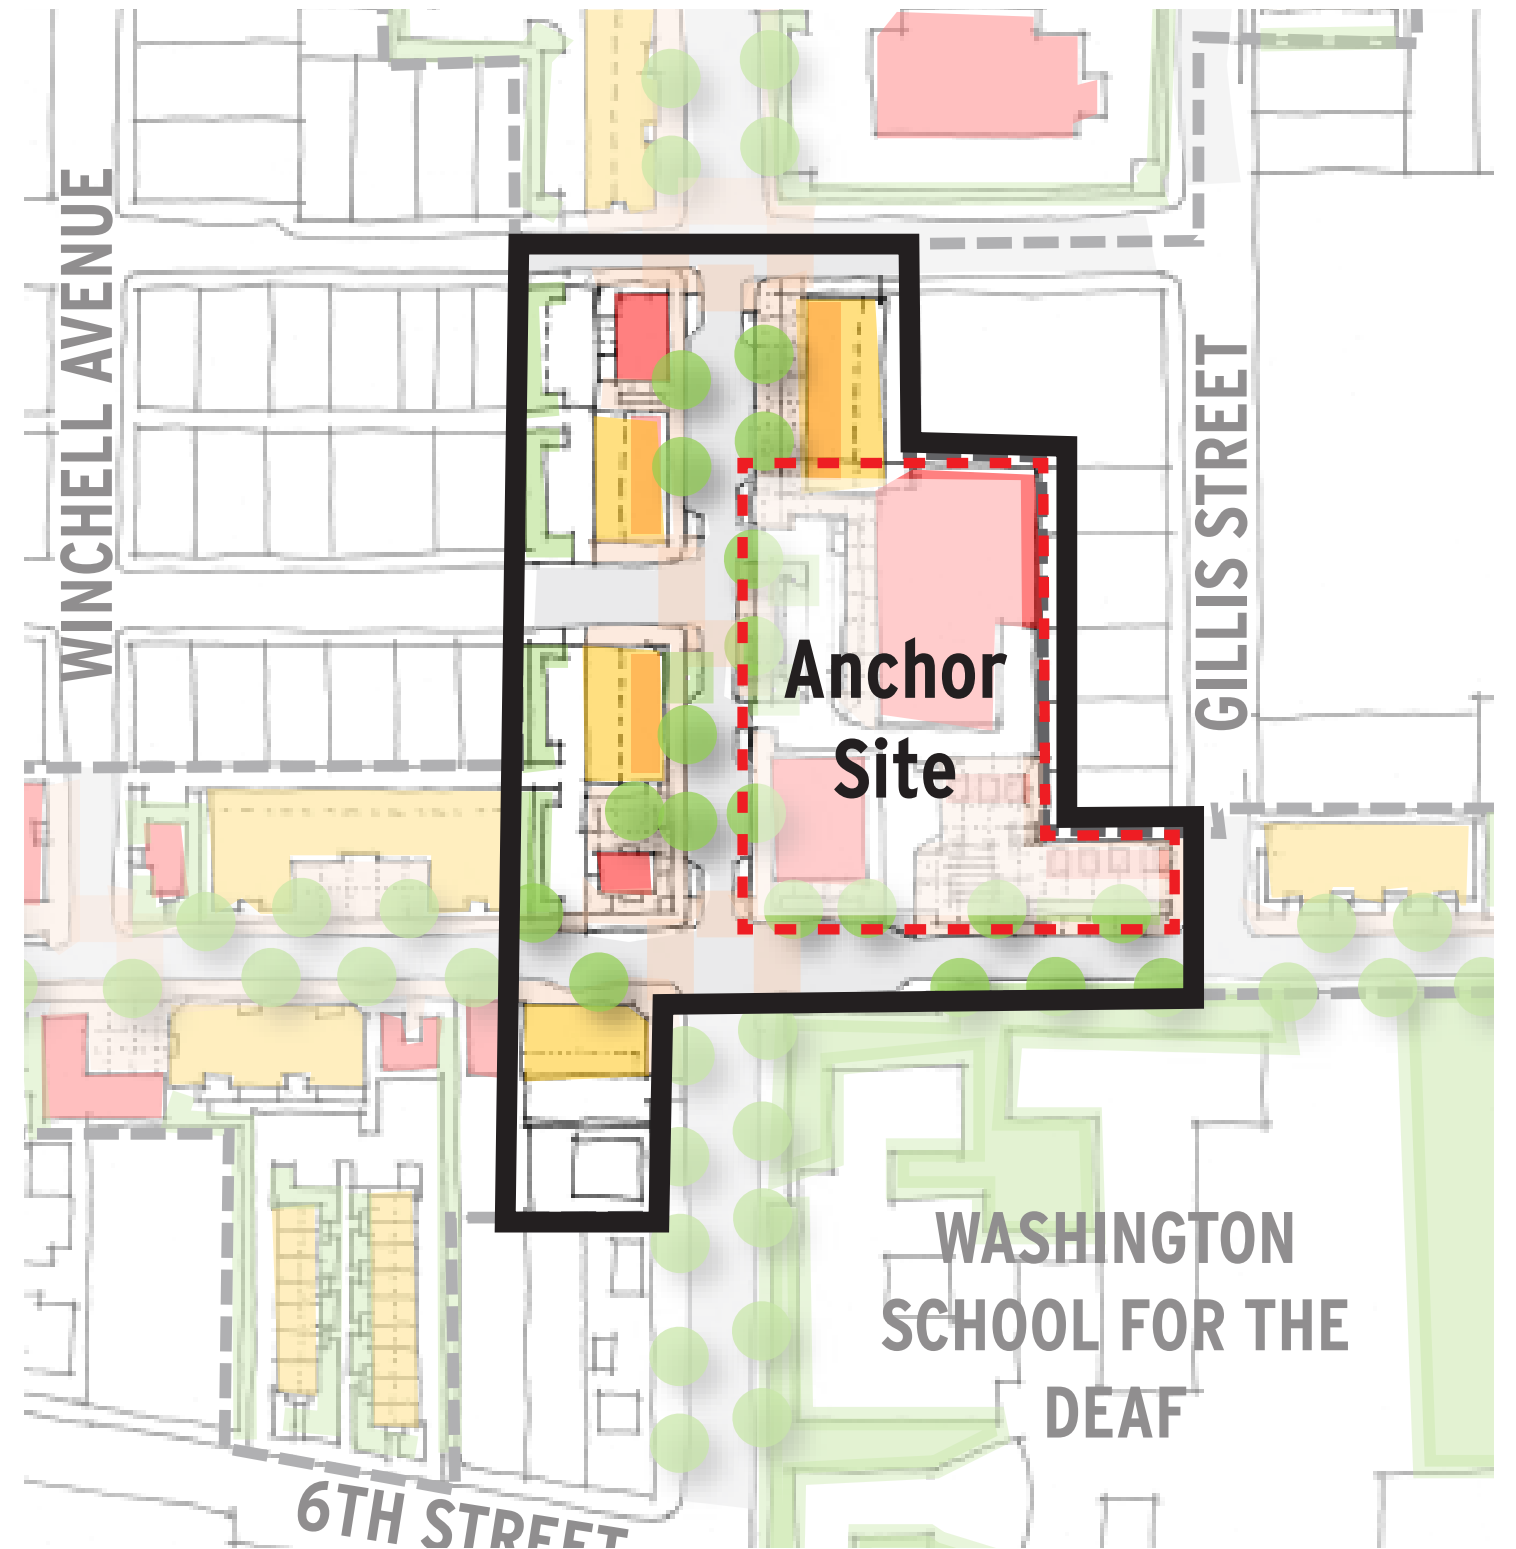 WINCHELL AVENUE
GILLIS STREET
Anchor
Site
WASHINGTON
SCHOOL FOR THE
DEAF
6TH STREET